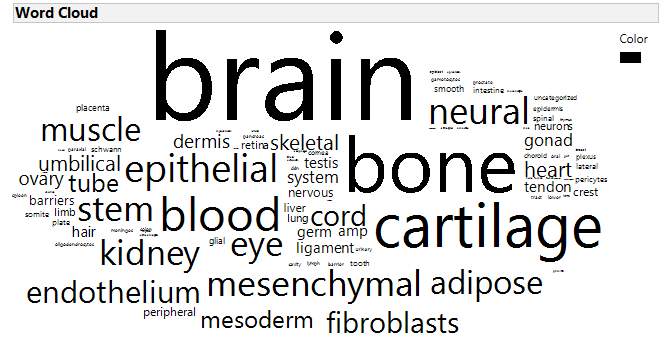 Word Cloud
Color
brain
smooth
intestine
uncategorized
placenta
neural
epidermis
spinal
muscle
neurons
dermis
retina
skeletal
gonad
schwann
umbilical
epithelial
testis
bone
choroid
plexus
heart
lateral
ovary
tube
system
pericytes
nervous
tendon
crest
barriers
somite
limb
stem
blood
liver
lung
cord
cartilage
plate
hair
germ
amp
kidney
glial
eye
ligament
tooth
endothelium
mesenchymal
adipose
peripheral
mesoderm
fibroblasts